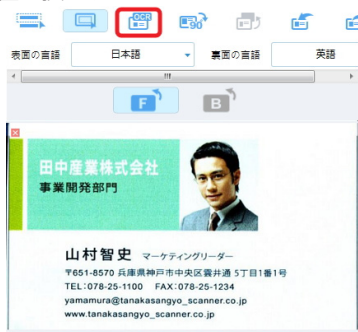 OCR
90°
表面の言語 日本語 裏面の言語 英語
F B
田中産業株式会社
事業開発部門
山村智史 マーケティングリーダー
〒651-8570 兵庫県神戸市中央区雲井通 5丁目1番1号
TEL:078-25-1100 FAX:078-25-1234
yamamura@tanakasangyo_scanner.co.jp
www.tanakasangyo_scanner.co.jp